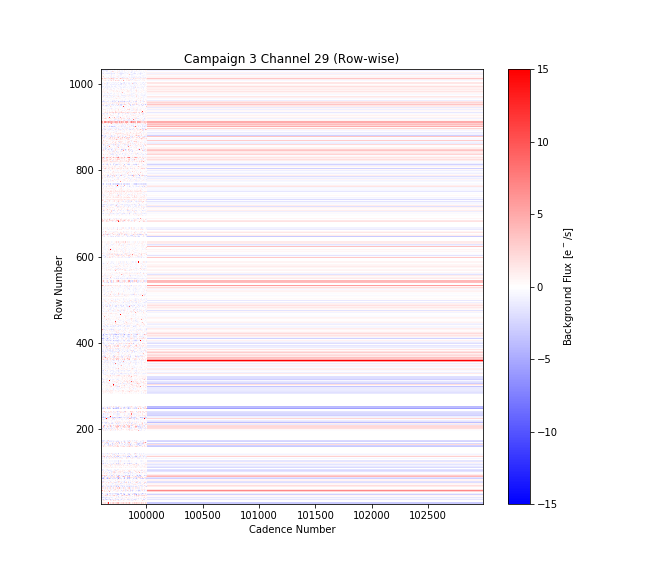 Campaign 3 Channel 29 (Row-wise)
1000
800
600
400
200
Row Number
100000 100500 101000 101500 102000 102500
Cadence Number
15
10
5
0
−5
−10
−15
Background Flux [e⁻/s]